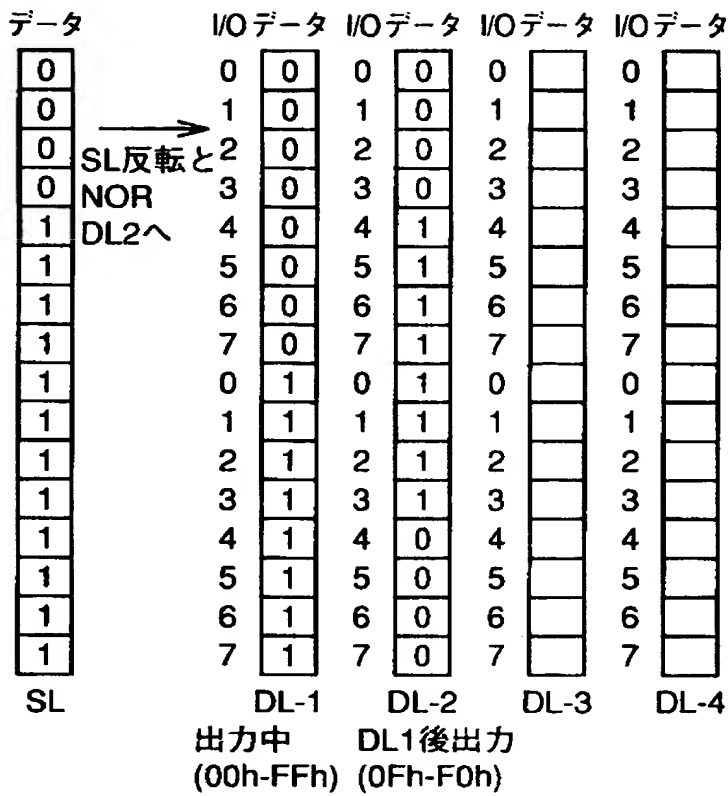 データ I/Oデータ I/Oデータ I/Oデータ I/Oデータ
0 0 0 0 0 0 0
0 1 0 1 0 1 1
0 2 0 2 0 2 2
0 3 0 3 0 3 3
1 4 0 4 1 4 4
1 5 0 5 1 5 5
1 6 0 6 1 6 6
1 7 0 7 1 7 7
1 0 1 0 1 0 0
1 1 1 1 1 1 1
1 2 1 2 1 2 2
1 3 1 3 1 3 3
1 4 1 4 0 4 4
1 5 1 5 0 5 5
1 6 1 6 0 6 6
1 7 1 7 0 7 7
SL反転と
NOR
DL2へ
SL DL-1 DL-2 DL-3 DL-4
出力中 DL1後出力
(00h-FFh) (0Fh-F0h)